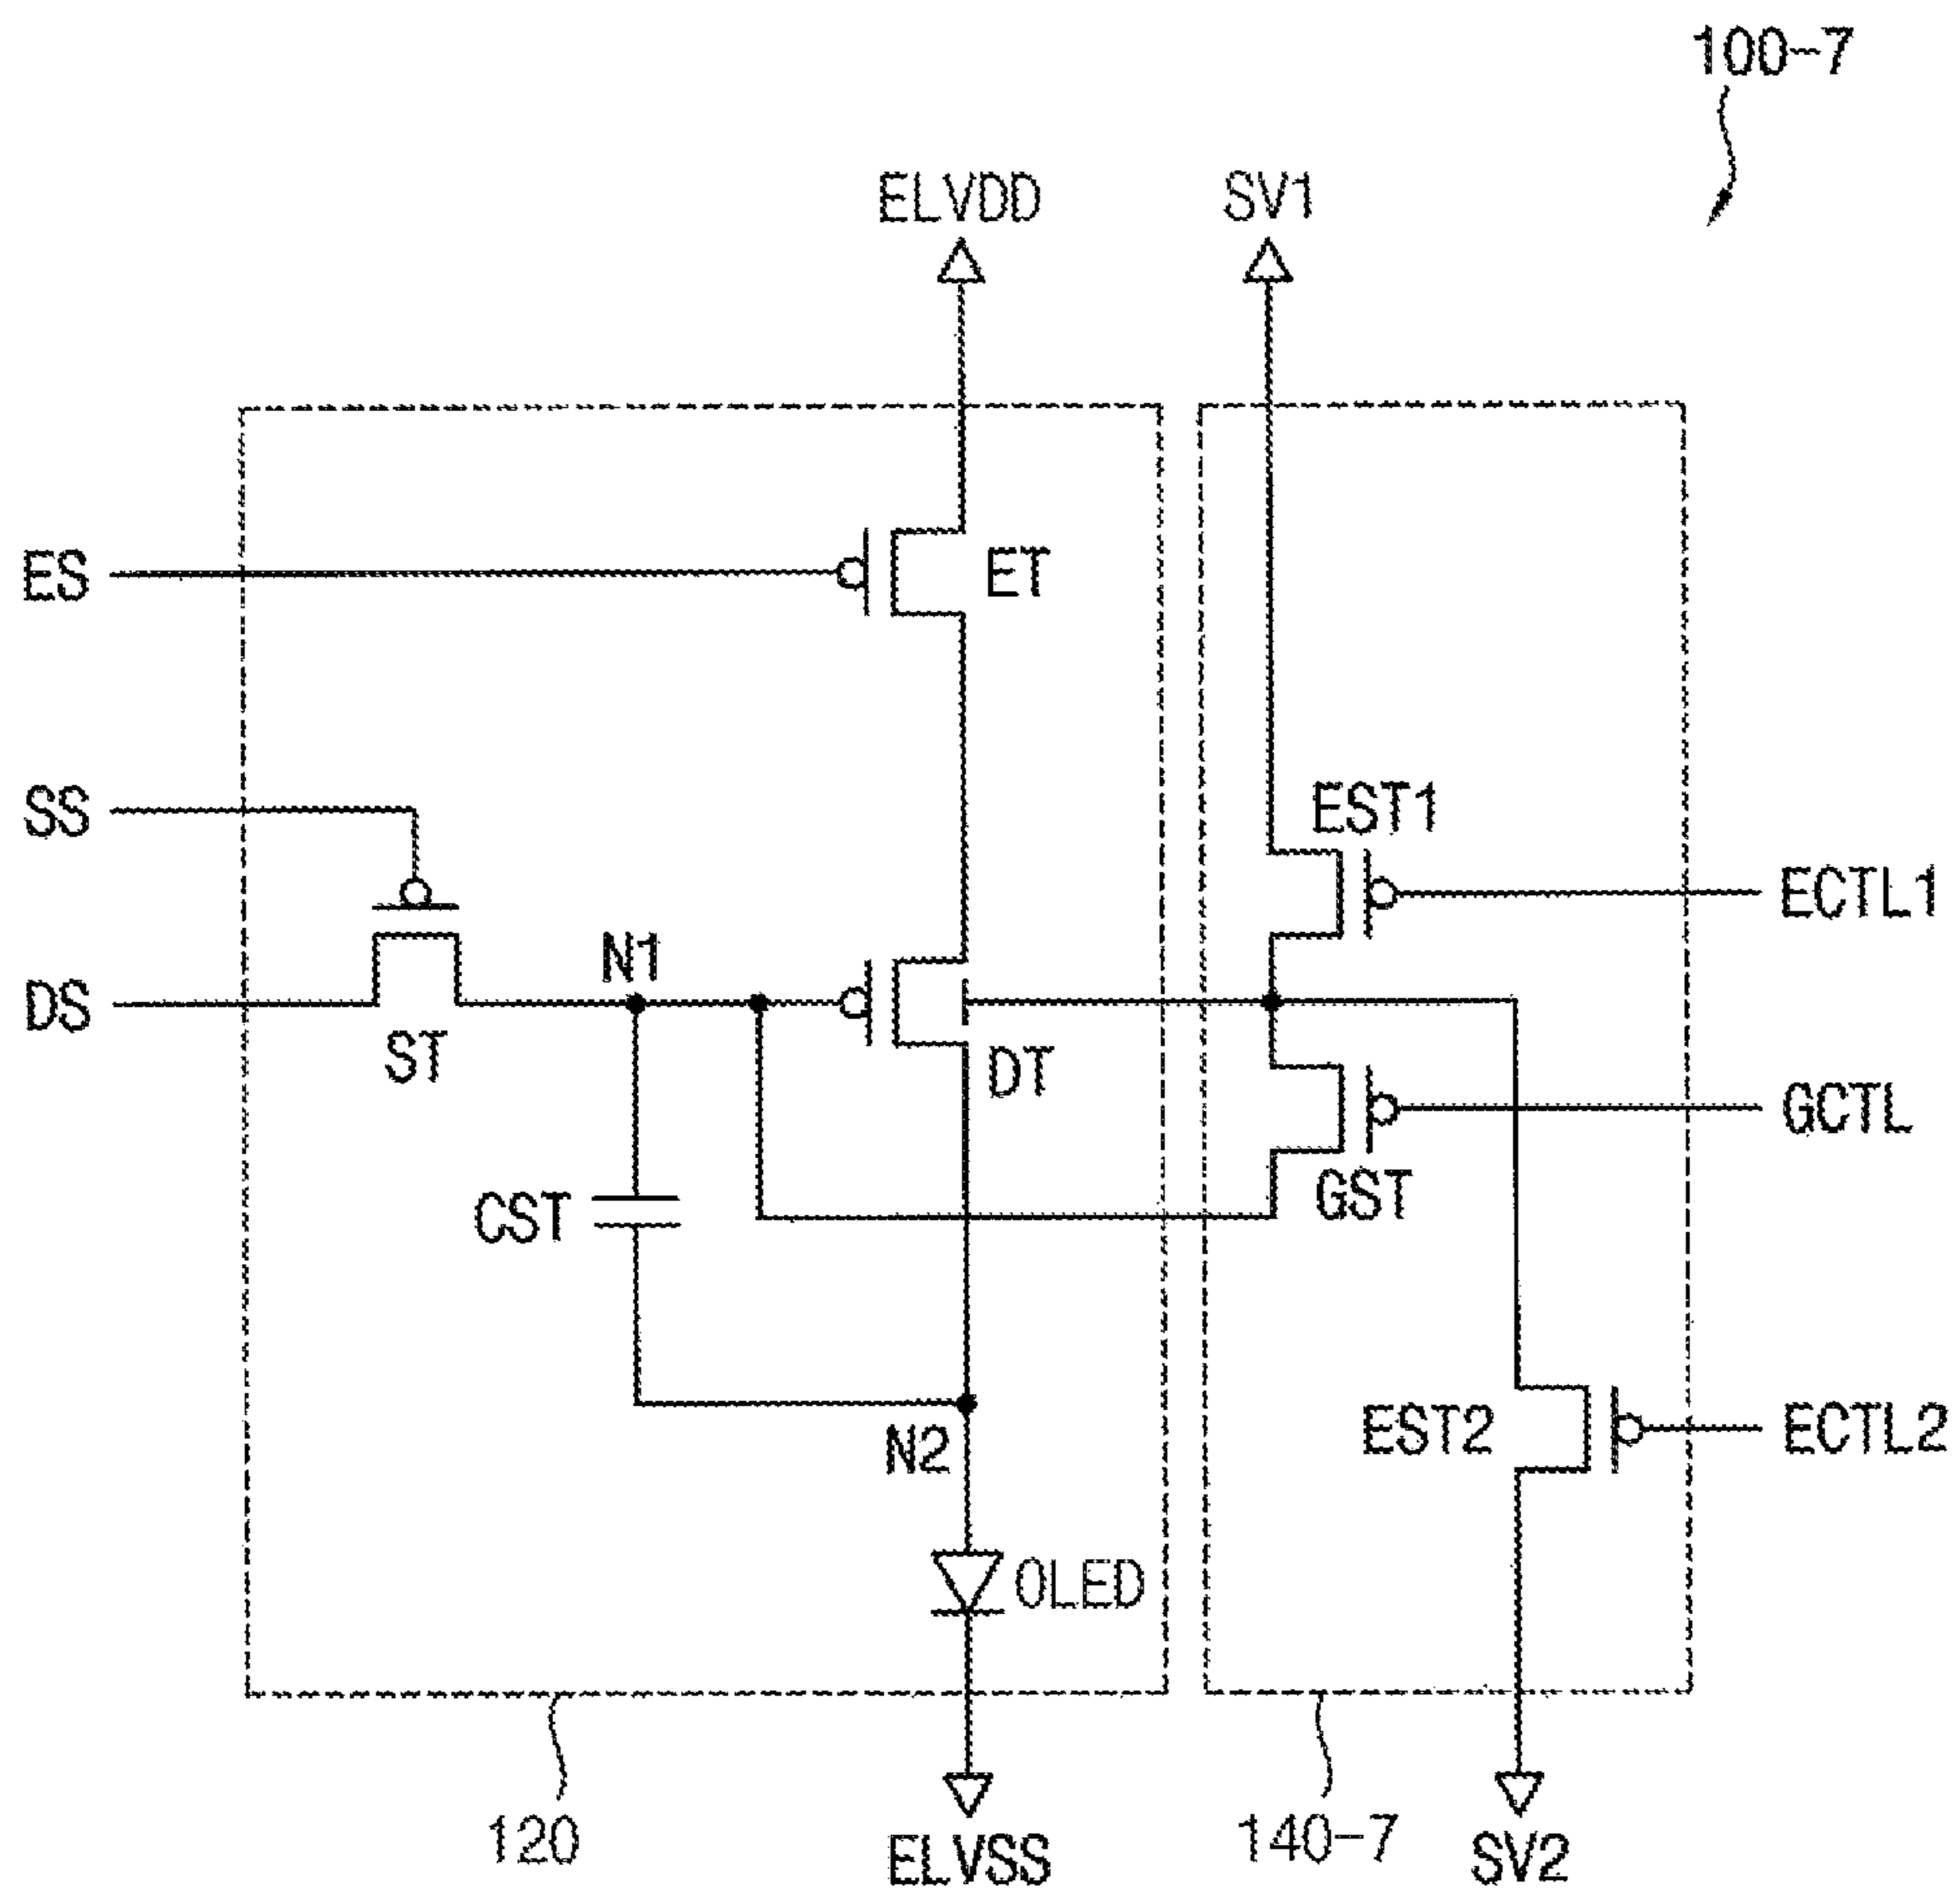 100-7
ELVDD
SV1
ES
ET
SS
EST1
ECTL1
N1
DS
ST
DT
GCTL
GST
CST
EST2
ECTL2
N2
OLED
120
140-7
ELVSS
SV2